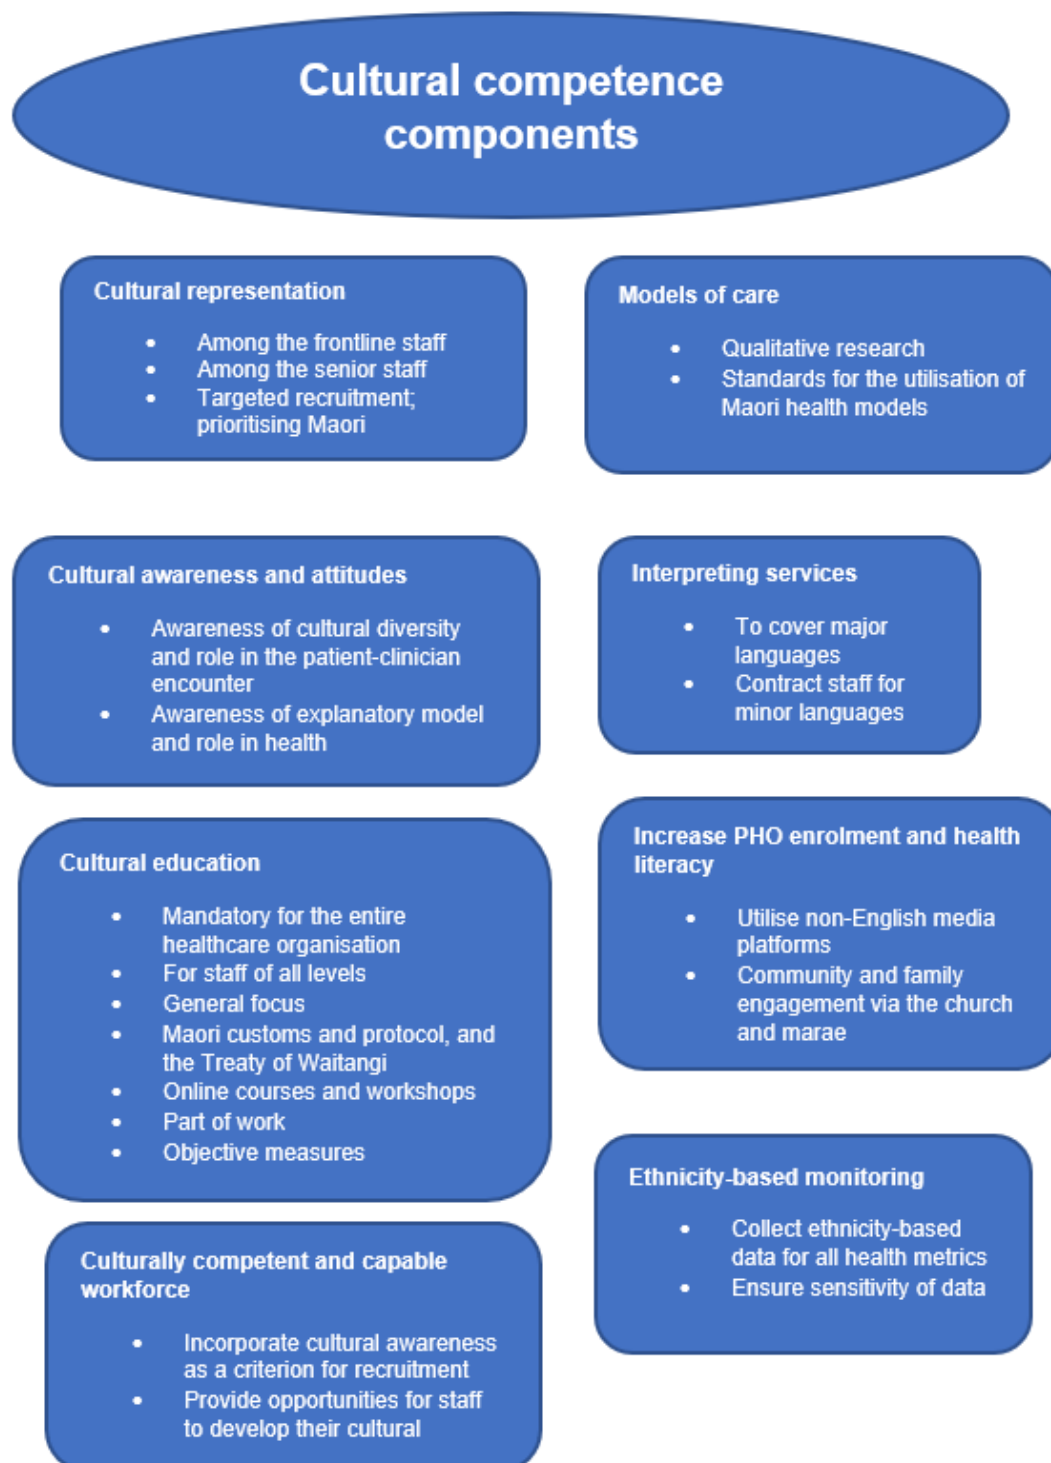 Cultural competence
components
Cultural representation
• Among the frontline staff
• Among the senior staff
• Targeted recruitment;
prioritising Maori
Models of care
• Qualitative research
• Standards for the utilisation of
Maori health models
Cultural awareness and attitudes
• Awareness of cultural diversity
and role in the patient-clinician
encounter
• Awareness of explanatory model
and role in health
Interpreting services
• To cover major
languages
• Contract staff for
minor languages
Cultural education
• Mandatory for the entire
healthcare organisation
• For staff of all levels
• General focus
• Maori customs and protocol, and
the Treaty of Waitangi
• Online courses and workshops
• Part of work
• Objective measures
Increase PHO enrolment and health
literacy
• Utilise non-English media
platforms
• Community and family
engagement via the church
and marae
Culturally competent and capable
workforce
• Incorporate cultural awareness
as a criterion for recruitment
• Provide opportunities for staff
to develop their cultural
Ethnicity-based monitoring
• Collect ethnicity-based
data for all health metrics
• Ensure sensitivity of data